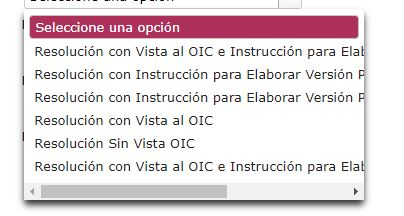 Seleccione una opción
Resolución con Vista al OIC e Instrucción para Elab
Resolución con Instrucción para Elaborar Versión P
Resolución con Instrucción para Elaborar Versión P
Resolución con Vista al OIC
Resolución Sin Vista OIC
Resolución con Vista al OIC e Instrucción para Elab